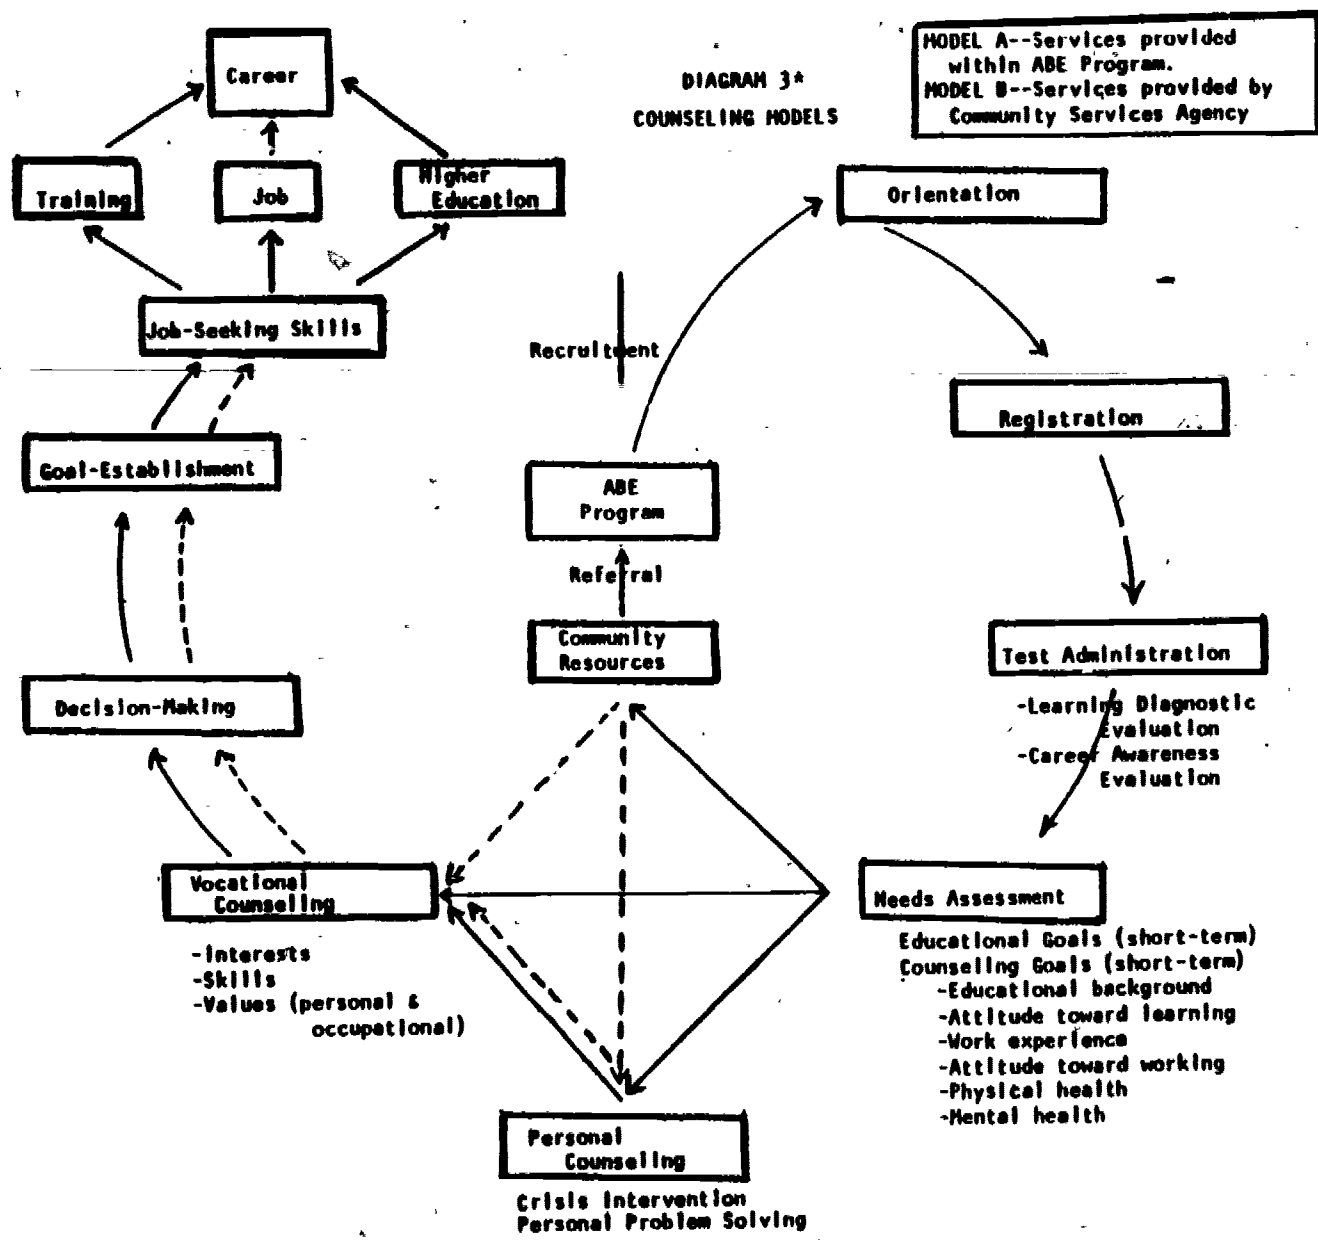 DIAGRAM 3*
COUNSELING MODELS
MODEL A--Services provided
within ABE Program.
MODEL B--Services provided by
Community Services Agency
Career
Training
Job
Higher
Education
Job-Seeking Skills
Goal-Establishment
Decision-Making
Vocational
Counseling
-Interests
-Skills
-Values (personal &
occupational)
Recruitment
ABE
Program
Referral
Community
Resources
Personal
Counseling
Crisis Intervention
Personal Problem Solving
Orientation
Registration
Test Administration
-Learning Diagnostic
Evaluation
-Career Awareness
Evaluation
Needs Assessment
Educational Goals (short-term)
Counseling Goals (short-term)
-Educational background
-Attitude toward learning
-Work experience
-Attitude toward working
-Physical health
-Mental health